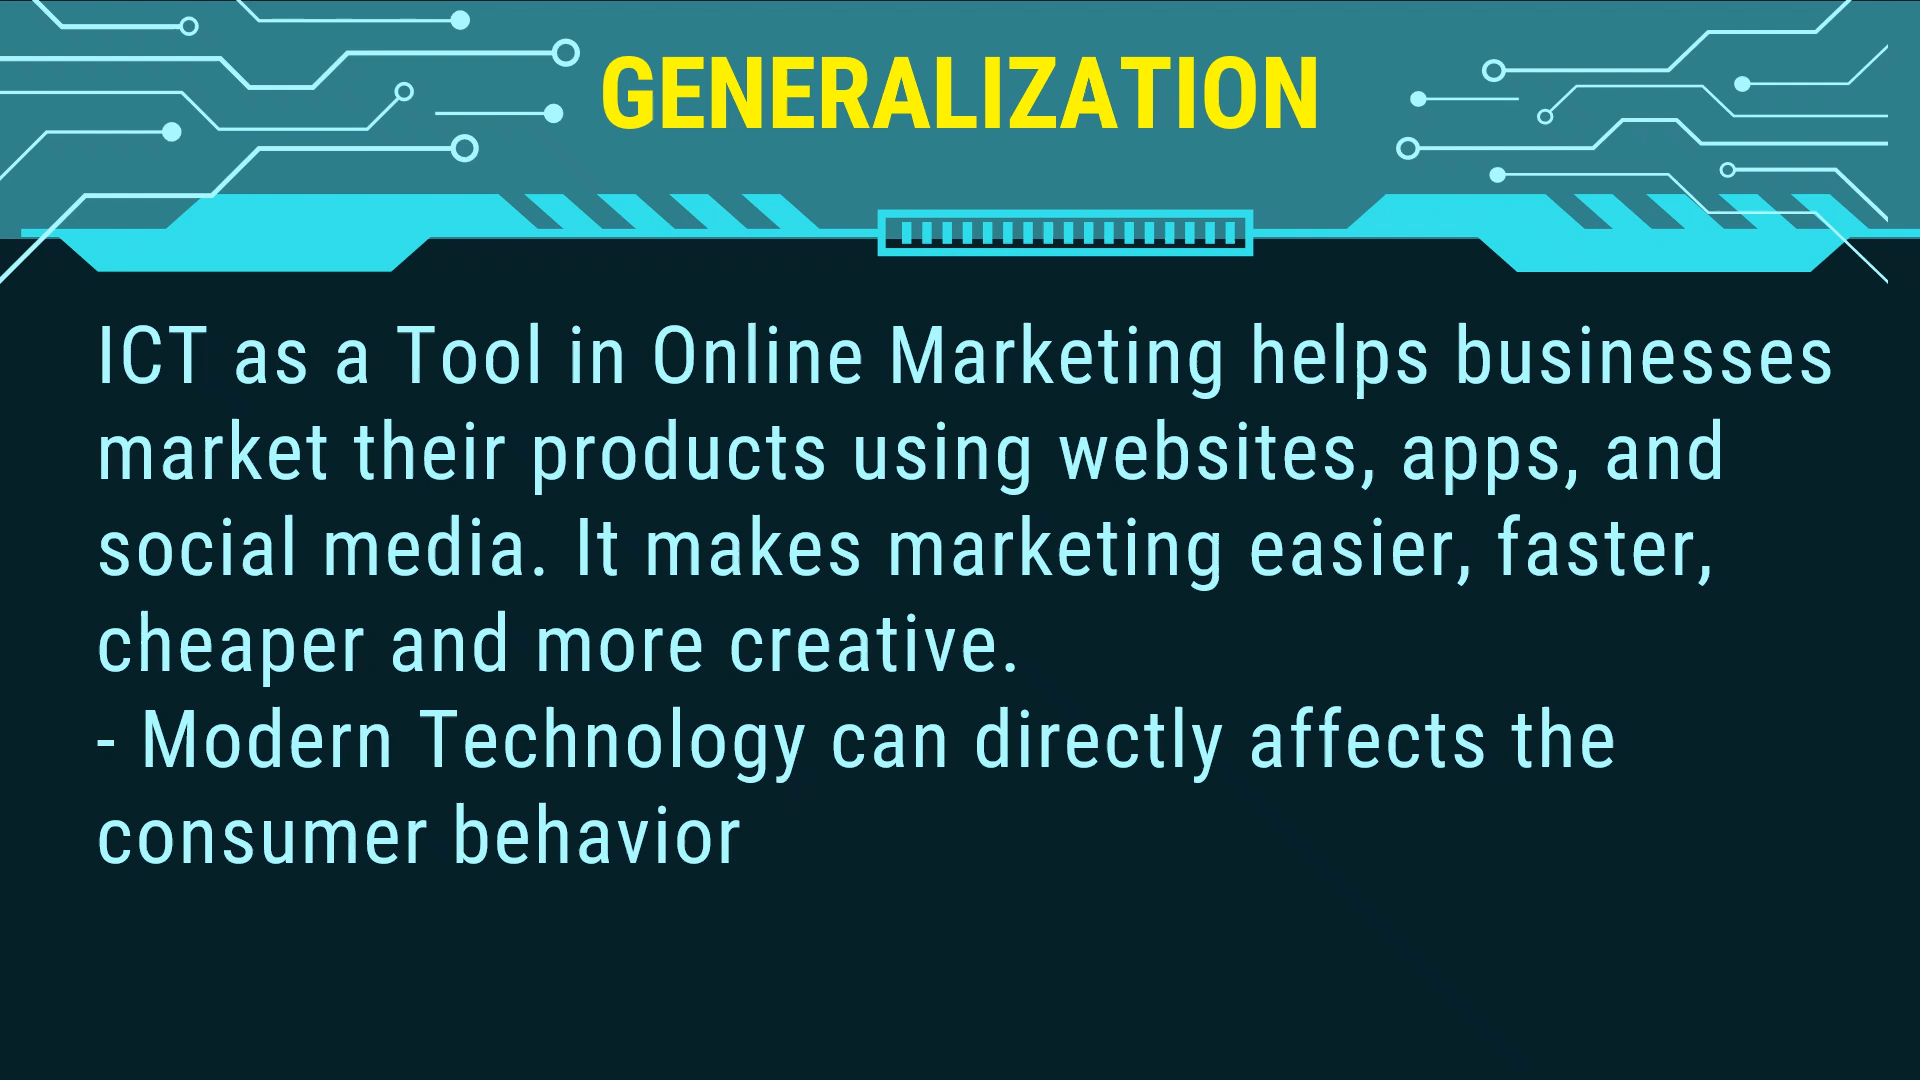 GENERALIZATION
ICT as a Tool in Online Marketing helps businesses
market their products using websites, apps, and
social media. It makes marketing easier, faster,
cheaper and more creative.
- Modern Technology can directly affects the
consumer behavior